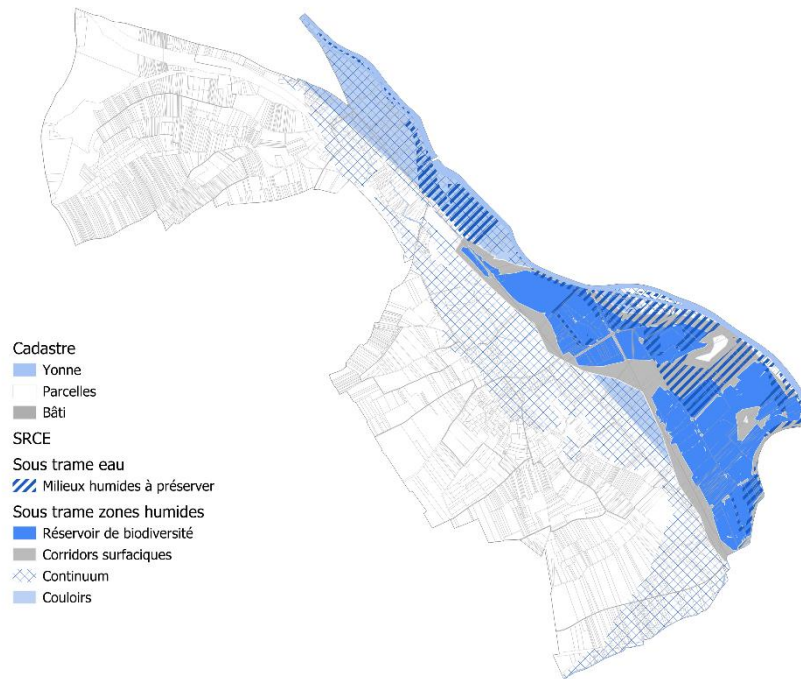 Cadastre
Yonne
Parcelles
Bâti
SRCE
Sous trame eau
Milieux humides à préserver
Sous trame zones humides
Réservoir de biodiversité
Corridors surfaciques
Continuum
Couloirs